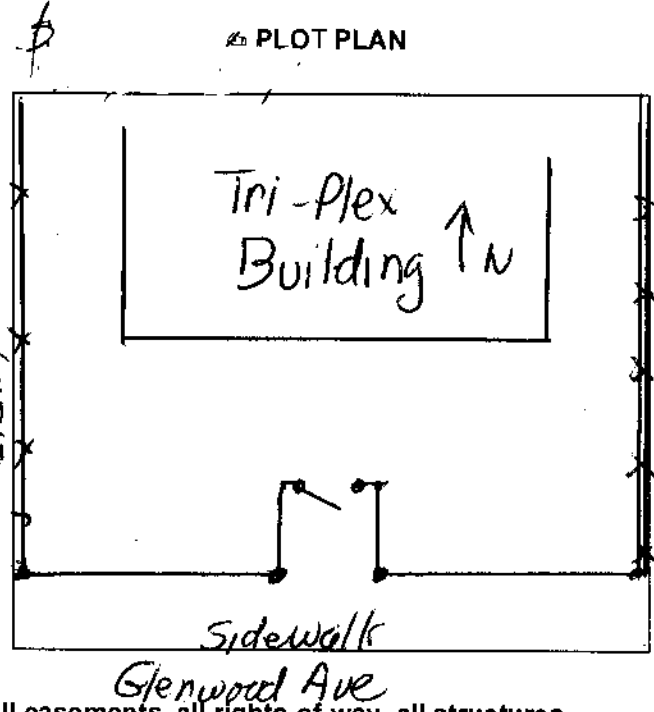 PLOT PLAN
Tri-Plex
Building
N
Sidewalk
Glenwood Ave
all easements, all rights of way, all structures